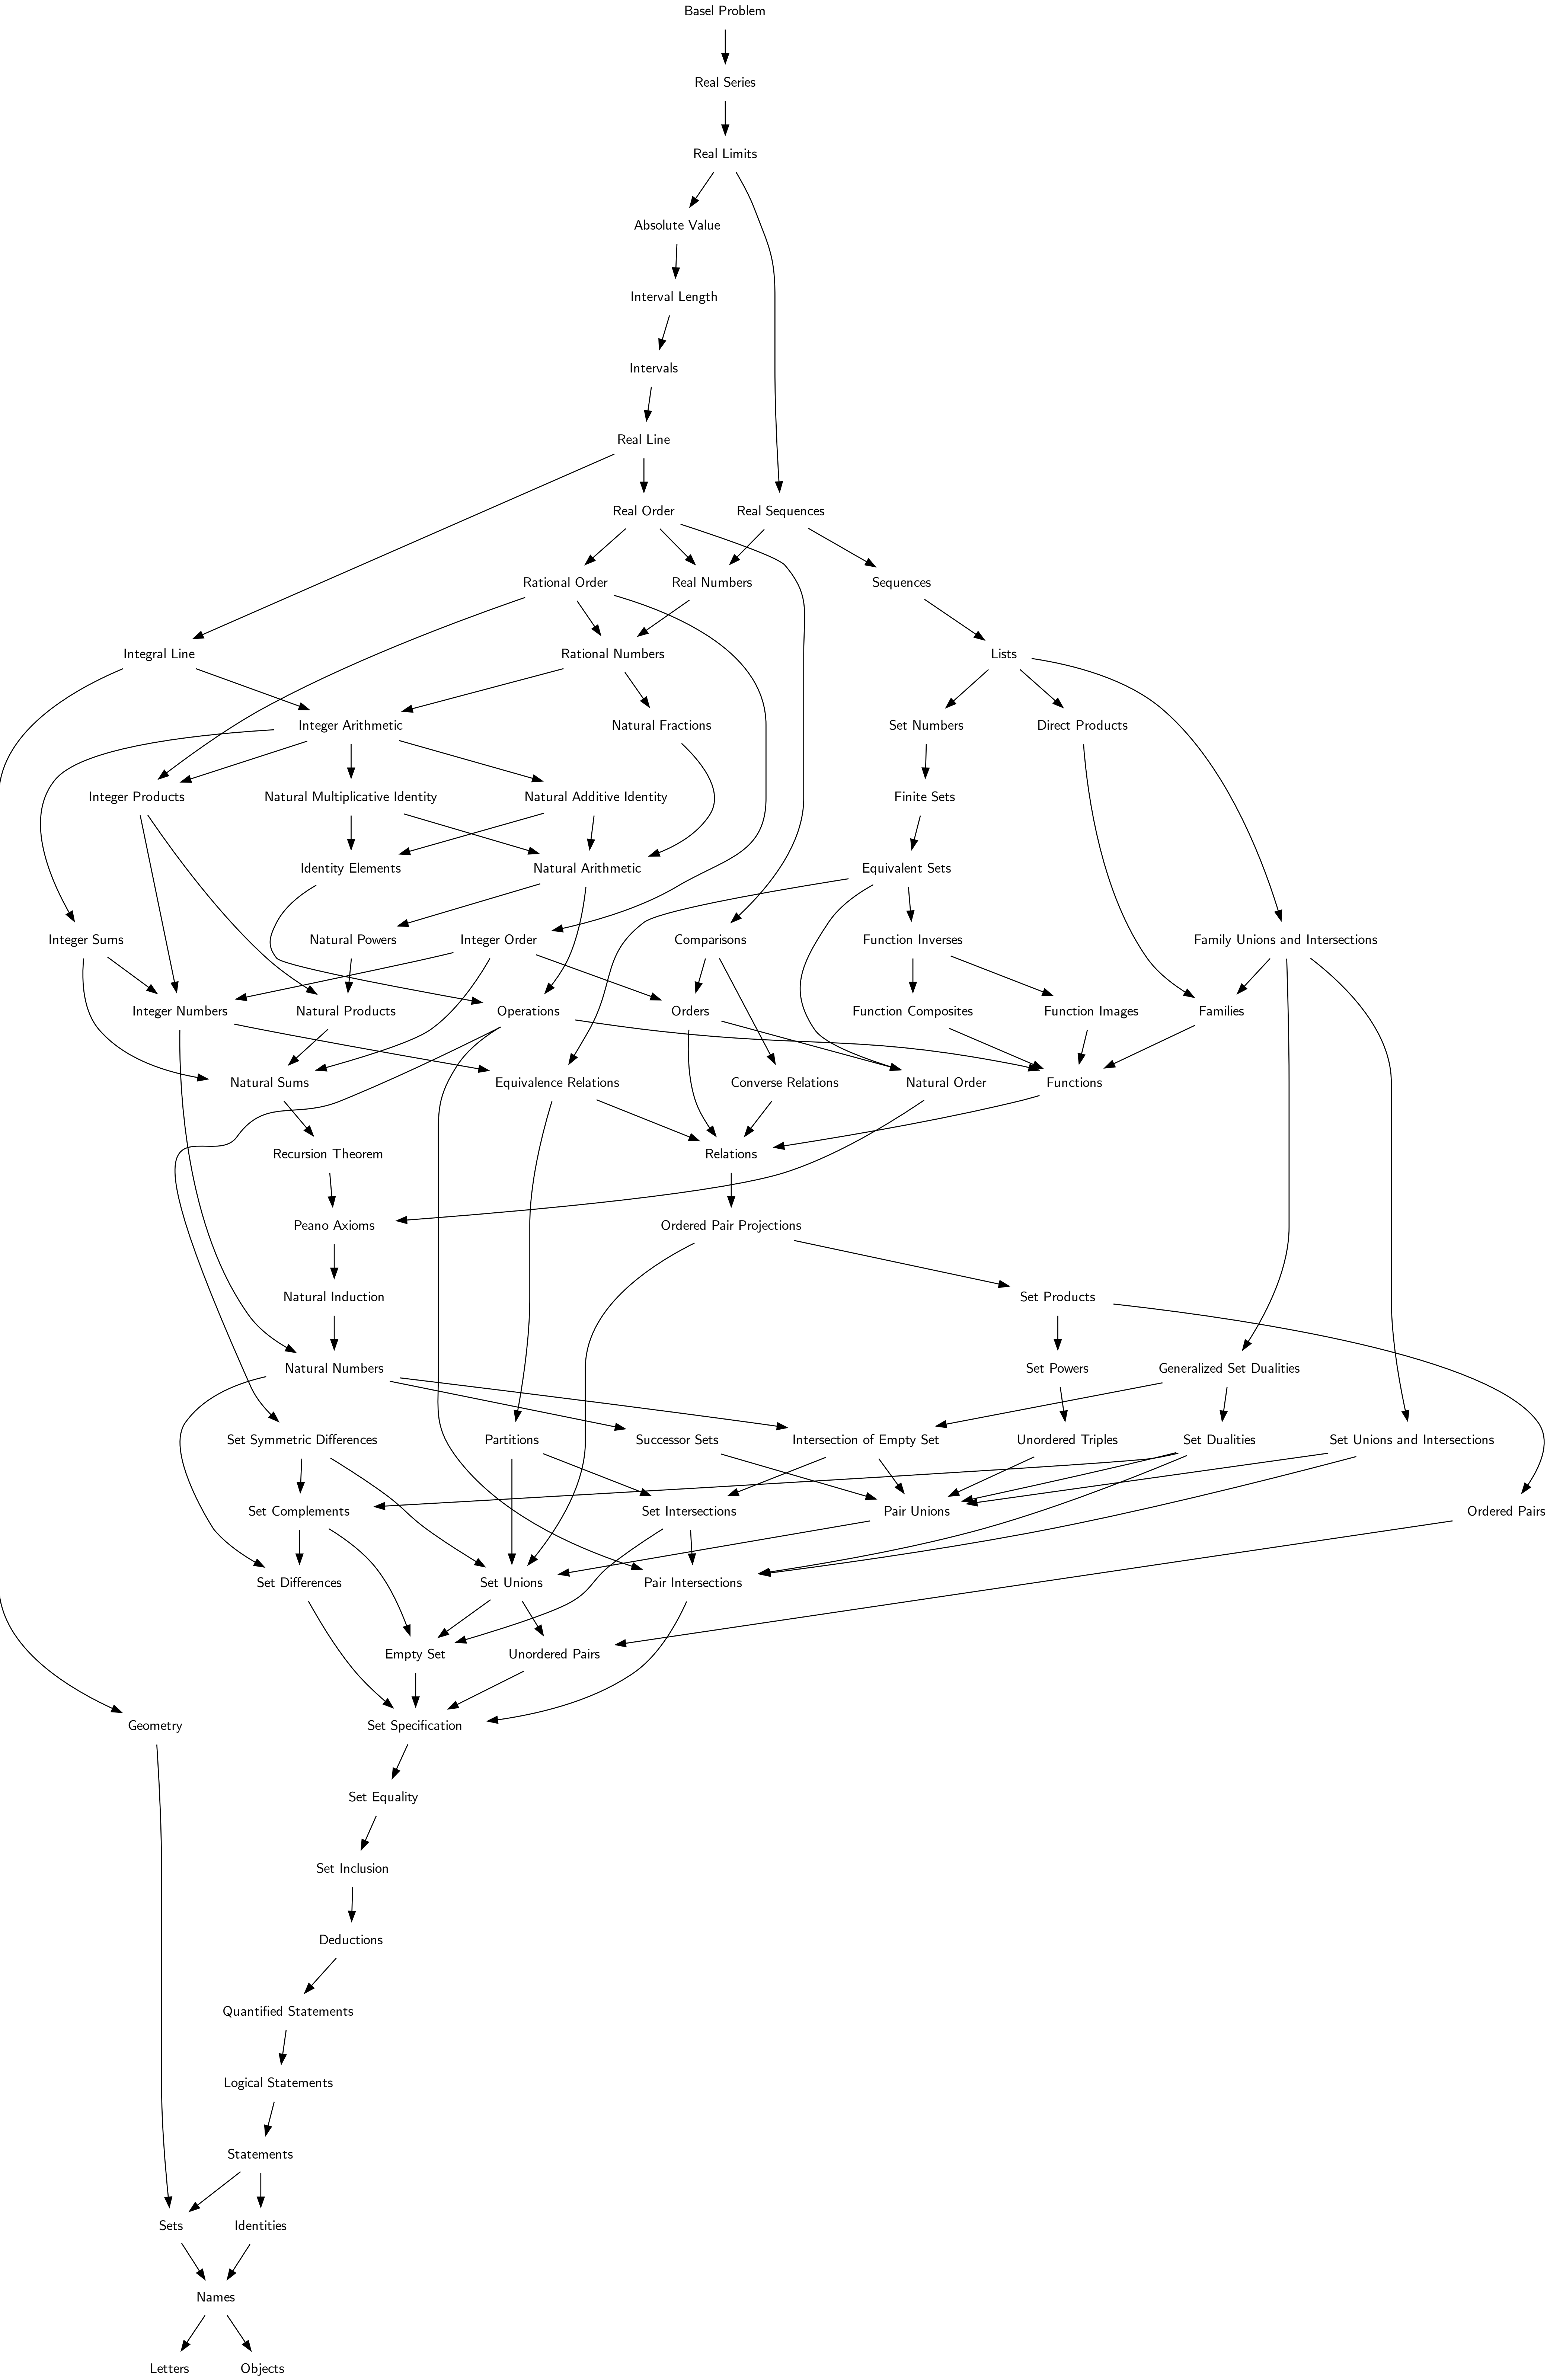 Basel Problem
Real Series
Real Limits
Absolute Value
Interval Length
Intervals
Real Line
Real Order
Real Sequences
Rational Order
Real Numbers
Sequences
Integral Line
Rational Numbers
Lists
Integer Arithmetic
Natural Fractions
Set Numbers
Direct Products
Integer Products
Natural Multiplicative Identity
Natural Additive Identity
Finite Sets
Identity Elements
Natural Arithmetic
Equivalent Sets
Integer Sums
Natural Powers
Integer Order
Comparisons
Function Inverses
Family Unions and Intersections
Integer Numbers
Natural Products
Operations
Orders
Function Composites
Function Images
Families
Natural Sums
Equivalence Relations
Converse Relations
Natural Order
Functions
Recursion Theorem
Relations
Peano Axioms
Ordered Pair Projections
Natural Induction
Set Products
Natural Numbers
Set Powers
Generalized Set Dualities
Set Symmetric Differences
Partitions
Successor Sets
Intersection of Empty Set
Unordered Triples
Set Dualities
Set Unions and Intersections
Set Complements
Set Intersections
Pair Unions
Ordered Pairs
Set Differences
Set Unions
Pair Intersections
Empty Set
Unordered Pairs
Geometry
Set Specification
Set Equality
Set Inclusion
Deductions
Quantified Statements
Logical Statements
Statements
Sets
Identities
Names
Letters
Objects